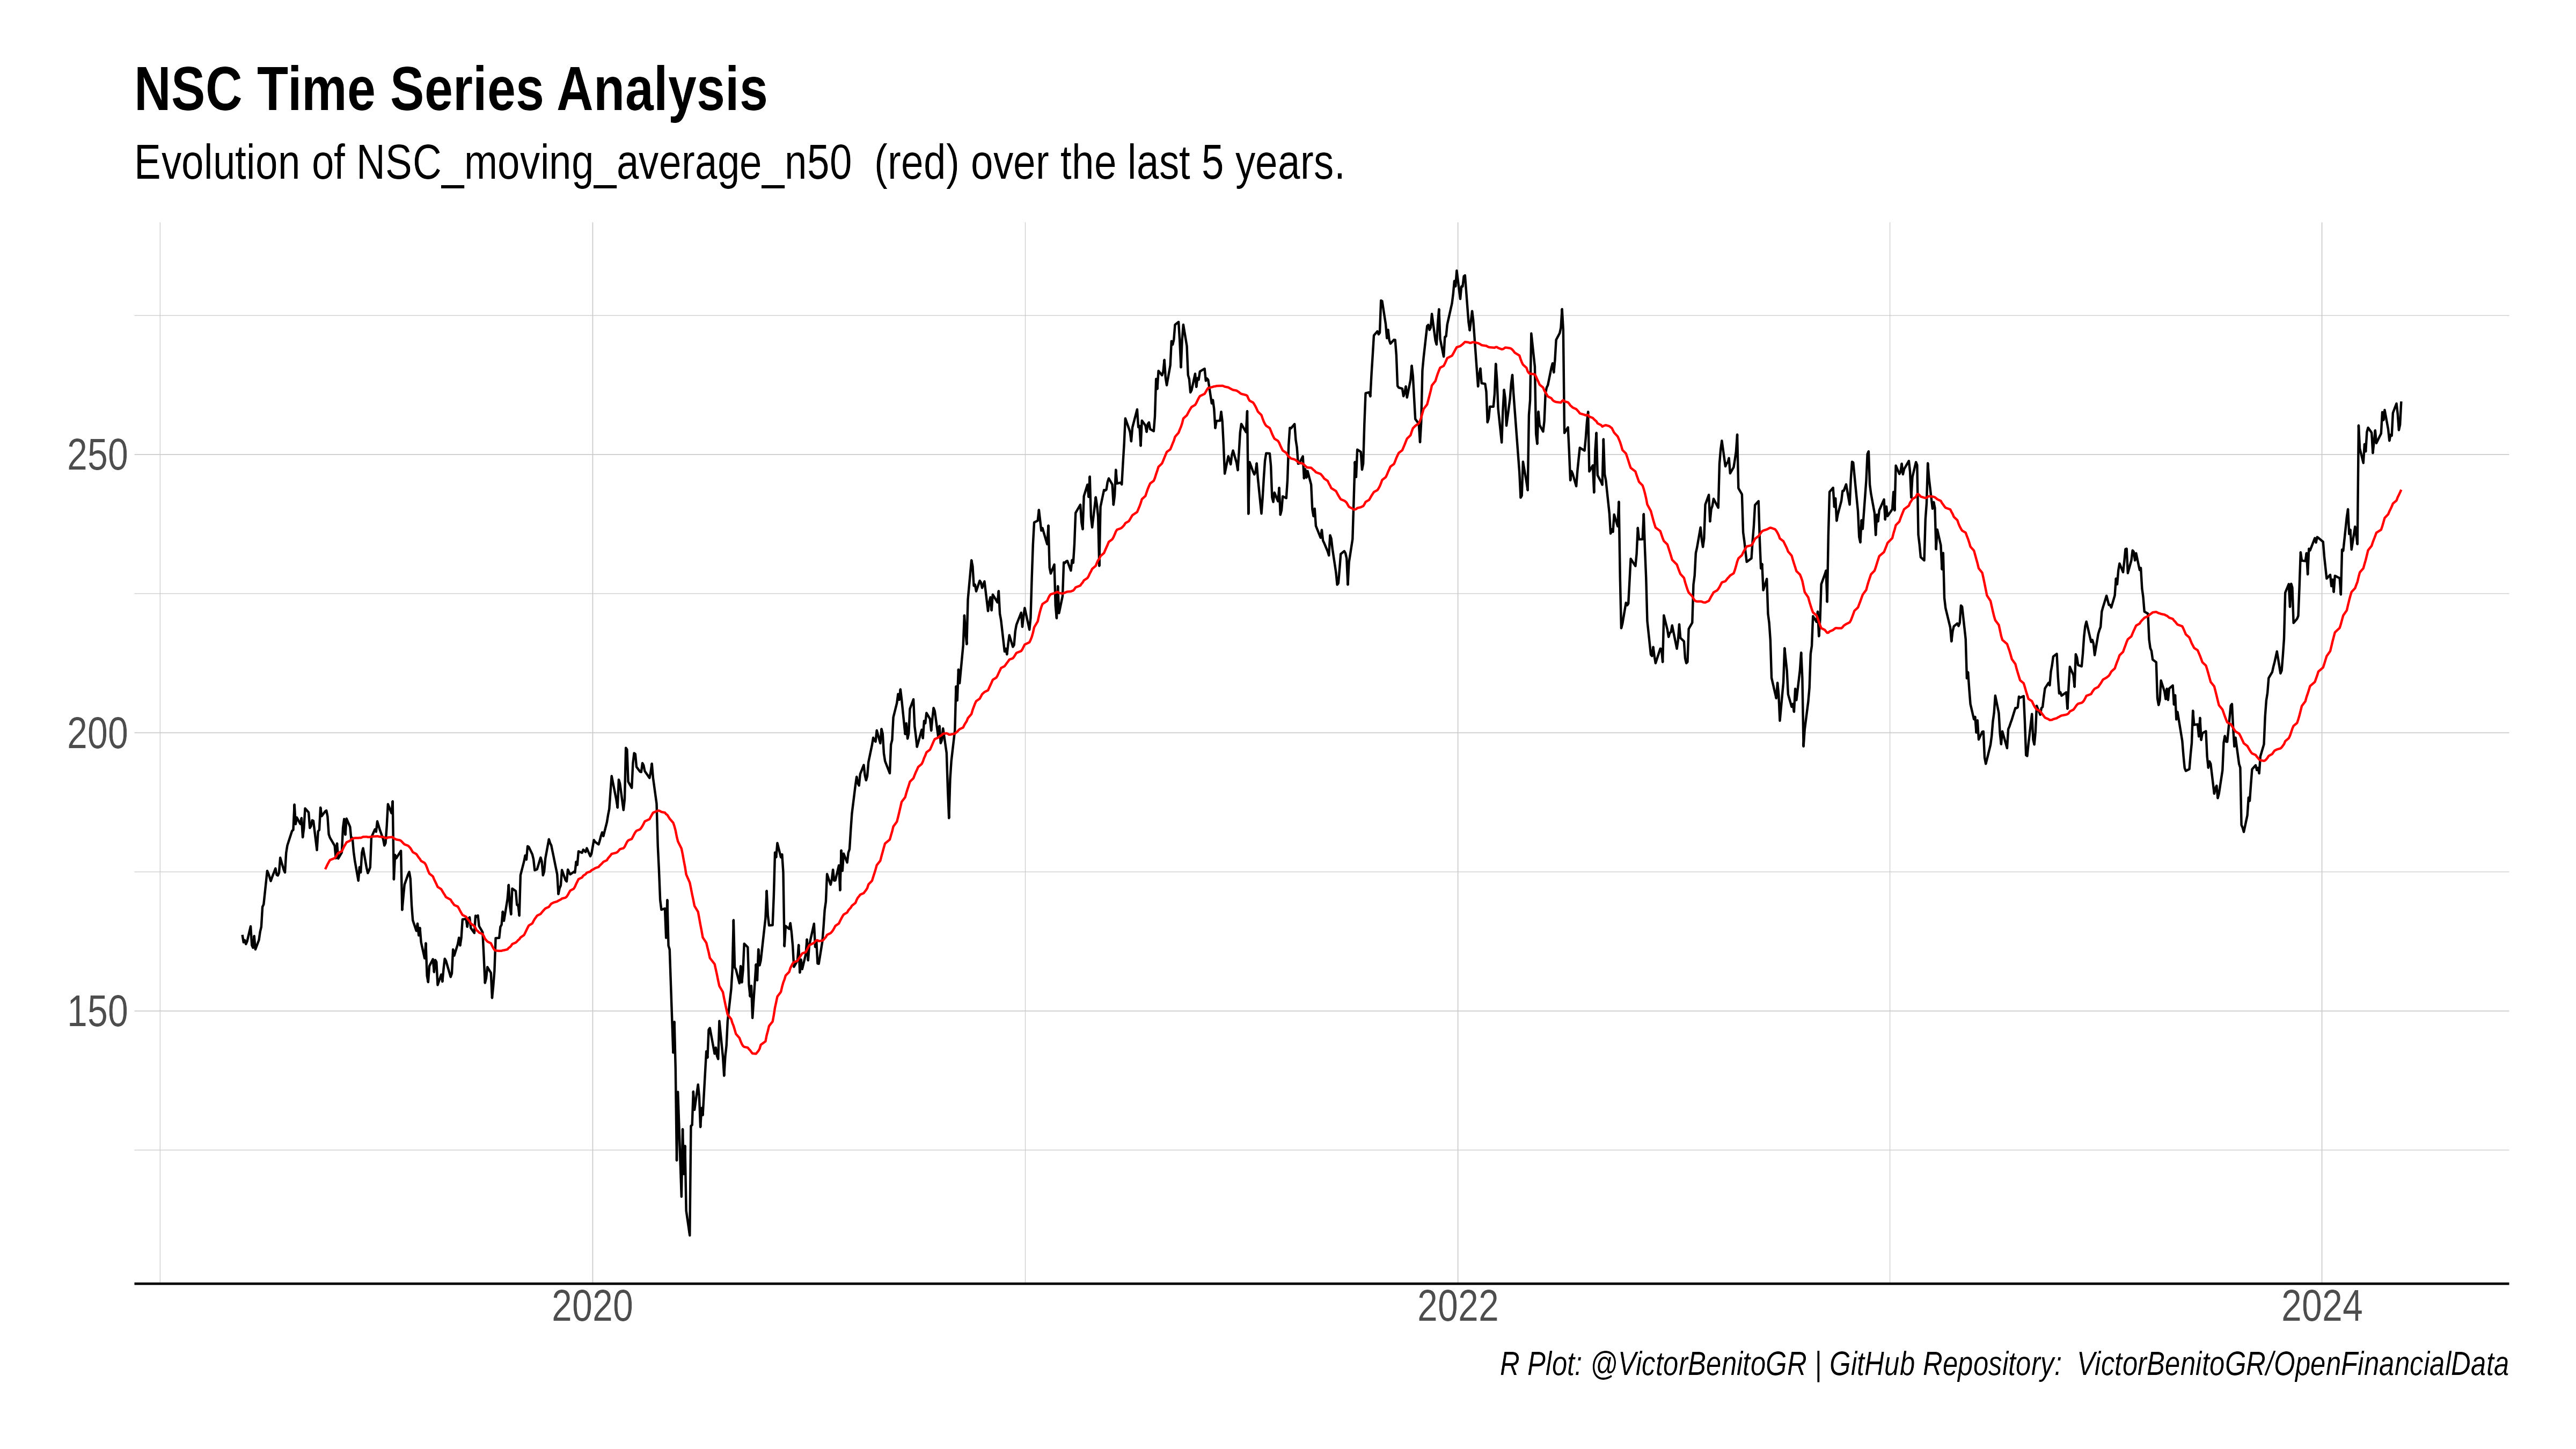 NSC Time Series Analysis
Evolution of NSC_moving_average_n50  (red) over the last 5 years.
250
200
150
2020 2022 2024
R Plot: @VictorBenitoGR | GitHub Repository:  VictorBenitoGR/OpenFinancialData